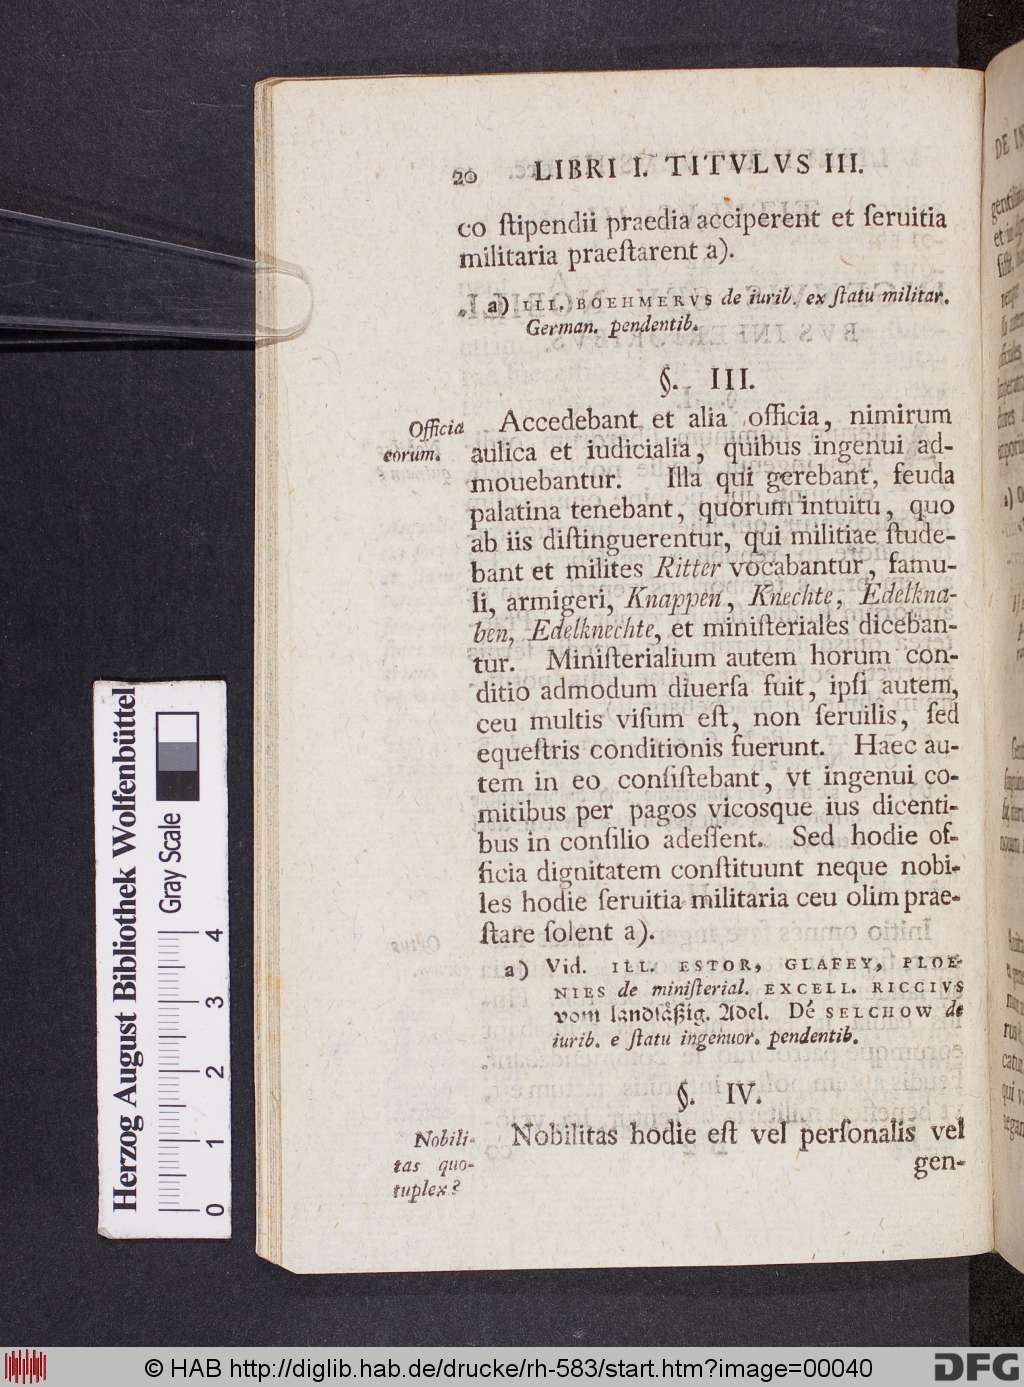 20 LIBRI I. TITVLVS III.
co ſtipendii praedia acciperent et ſeruitia
militaria praeſtarent a).
a) ILL. BOEHMERVS de iurib. ex ſtatu militar.
German. pendentib.
§. III.
Officia
eorum.
Accedebant et alia officia, nimirum
aulica et iudicialia, quibus ingenui ad-
mouebantur. Illa qui gerebant, feuda
palatina tenebant, quorum intuitu, quo
ab iis diſtinguerentur, qui militiae ſtude-
bant et milites Ritter vocabantur, famu-
li, armigeri, Knappen, Knechte, Edelkna-
ben, Edelknechte, et miniſteriales diceban-
tur. Miniſterialium autem horum con-
ditio admodum diuerſa fuit, ipſi autem,
ceu multis viſum eſt, non ſeruilis, ſed
equeſtris conditionis fuerunt. Haec au-
tem in eo conſiſtebant, vt ingenui co-
mitibus per pagos vicosque ius dicenti-
bus in conſilio adeſſent. Sed hodie of-
ficia dignitatem conſtituunt neque nobi-
les hodie ſeruitia militaria ceu olim prae-
ſtare ſolent a).
a) Vid. ILL. ESTOR, GLAFEY, PLOE-
NIES de miniſterial. EXCELL. RICCIVS
vom landſäßig. Adel. De SELCHOW de
iurib. e ſtatu ingenuor. pendentib.
§. IV.
Nobili-
tas quo-
tuplex?
Nobilitas hodie eſt vel perſonalis vel
gen-
Herzog August Bibliothek Wolfenbüttel
Gray Scale
0 1 2 3 4
© HAB http://diglib.hab.de/drucke/rh-583/start.htm?image=00040
DFG